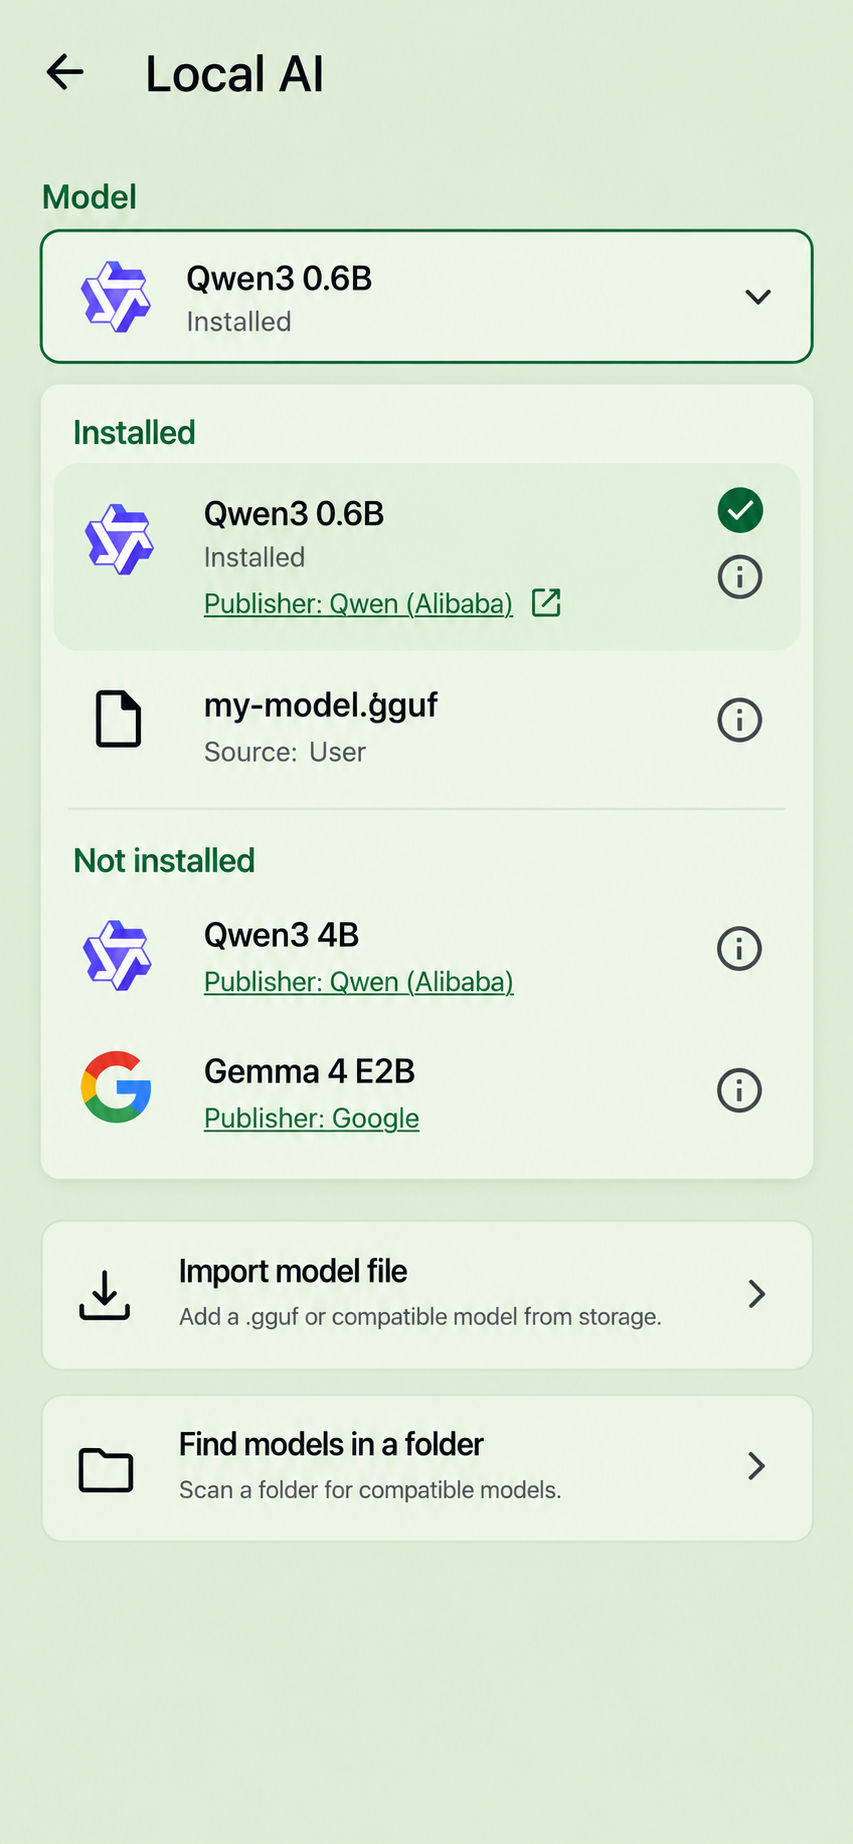 Local AI
Model
Qwen3 0.6B
Installed
Installed
Qwen3 0.6B
Installed
Publisher: Qwen (Alibaba)
my-model.gguf
Source: User
Not installed
Qwen3 4B
Publisher: Qwen (Alibaba)
Gemma 4 E2B
Publisher: Google
Import model file
Add a .gguf or compatible model from storage.
Find models in a folder
Scan a folder for compatible models.